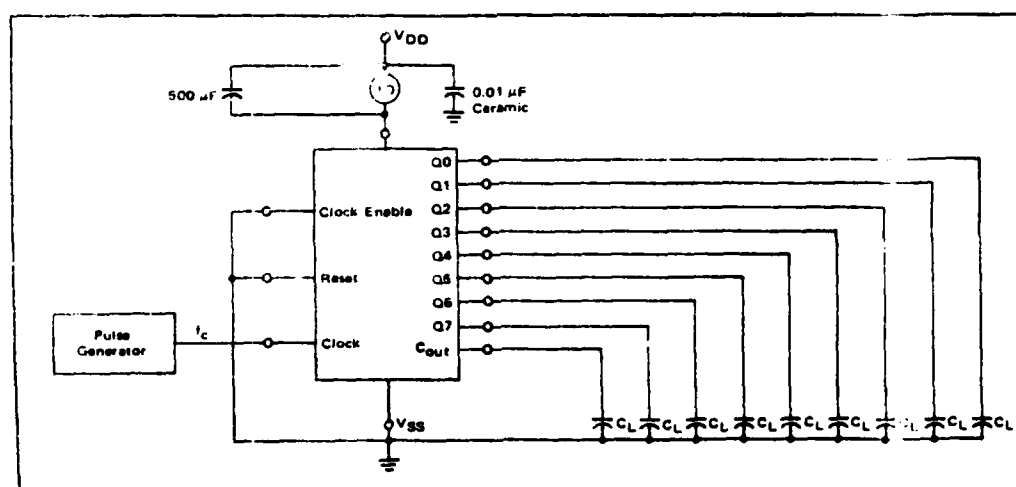 VDD
500 µF
0.01 µF
Ceramic
Clock Enable
Reset
Clock
Pulse
Generator
fc
Q0
Q1
Q2
Q3
Q4
Q5
Q6
Q7
Cout
VSS
CL CL CL CL CL CL CL CL